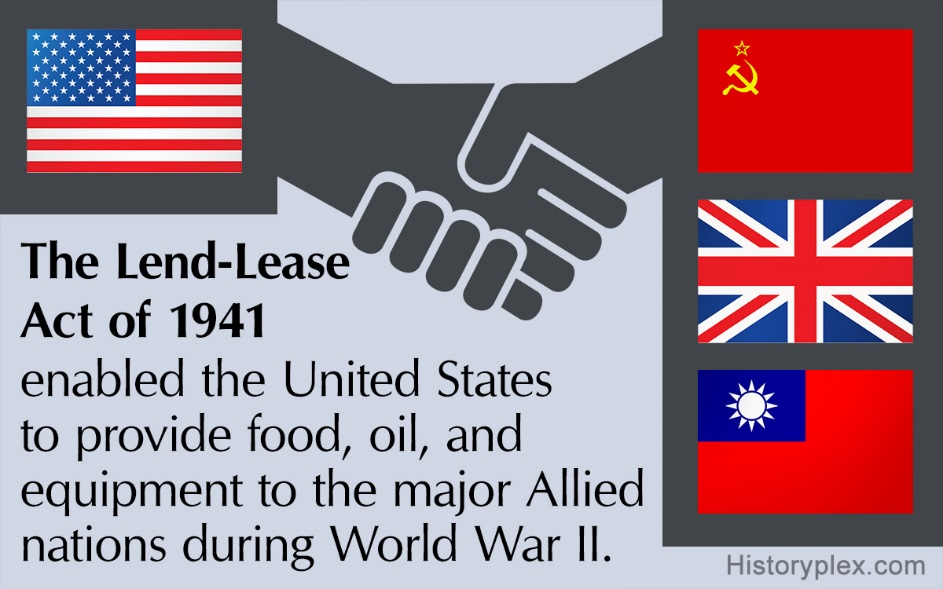 The Lend-Lease
Act of 1941
enabled the United States
to provide food, oil, and
equipment to the major Allied
nations during World War II.
Historyplex.com